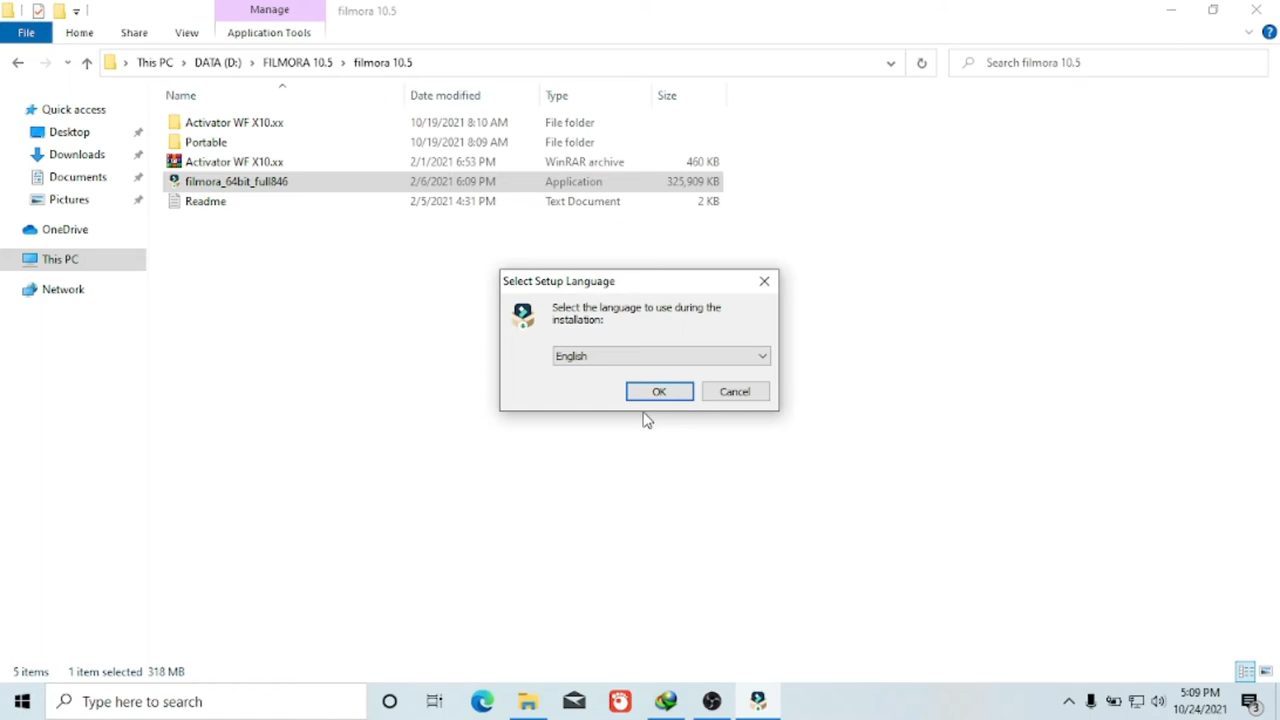 Manage
filmora 10.5
File
Home
Share
View
Application Tools
This PC
DATA (D:)
FILMORA 10.5
filmora 10.5
Search filmora 10.5
Name
Date modified
Type
Size
Quick access
Desktop
Downloads
Documents
Pictures
OneDrive
This PC
Network
Activator WF X10.xx 10/19/2021 8:10 AM File folder
Portable 10/19/2021 8:09 AM File folder
Activator WF X10.xx 2/1/2021 6:53 PM WinRAR archive 460 KB
filmora_64bit_full846 2/6/2021 6:09 PM Application 325,909 KB
Readme 2/5/2021 4:31 PM Text Document 2 KB
Select Setup Language
Select the language to use during the
installation:
English
OK
Cancel
5 items 1 item selected 318 MB
Type here to search
5:09 PM
10/24/2021
3